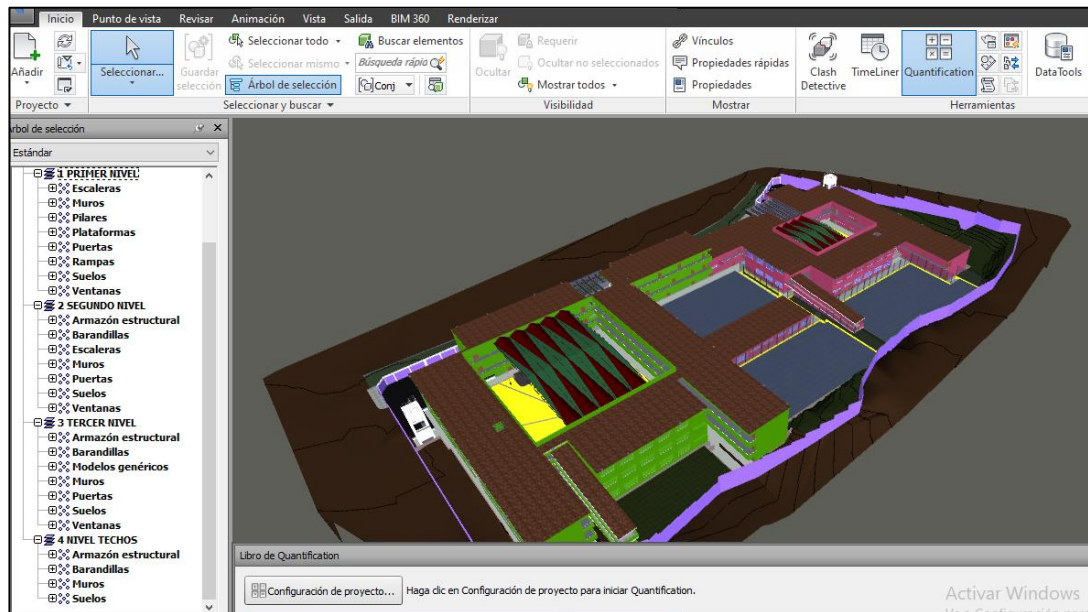 Inicio Punto de vista Revisar Animación Vista Salida BIM 360 Renderizar
Añadir
Proyecto
Seleccionar...
Guardar selección
Seleccionar todo
Seleccionar mismo
Árbol de selección
Buscar elementos
Búsqueda rápida
Conj
Seleccionar y buscar
Ocultar
Requerir
Ocultar no seleccionados
Mostrar todos
Visibilidad
Vínculos
Propiedades rápidas
Propiedades
Mostrar
Clash Detective
TimeLiner
Quantification
DataTools
Herramientas
rbol de selección
Estándar
1 PRIMER NIVEL
Escaleras
Muros
Pilares
Plataformas
Puertas
Rampas
Suelos
Ventanas
2 SEGUNDO NIVEL
Armazón estructural
Barandillas
Escaleras
Muros
Puertas
Suelos
Ventanas
3 TERCER NIVEL
Armazón estructural
Barandillas
Modelos genéricos
Muros
Puertas
Suelos
Ventanas
4 NIVEL TECHOS
Armazón estructural
Barandillas
Muros
Suelos
Libro de Quantification
Configuración de proyecto...
Haga clic en Configuración de proyecto para iniciar Quantification.
Activar Windows